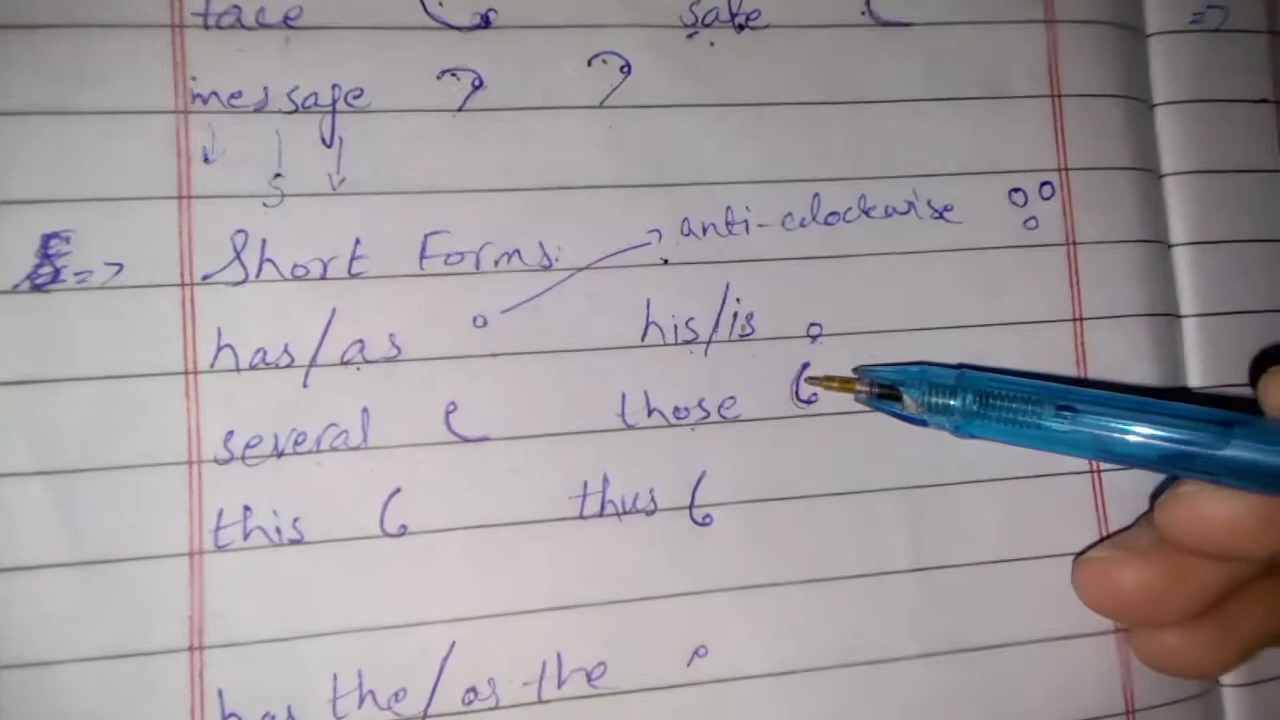 face safe =>
message
S
=> Short Forms: anti-clockwise
has/as his/is
several those
this thus
has the/as the